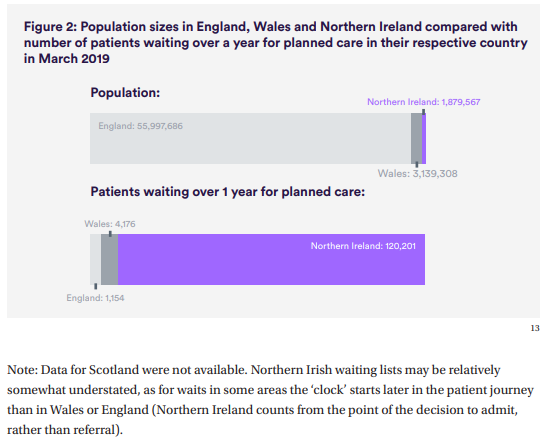 Figure 2: Population sizes in England, Wales and Northern Ireland compared with
number of patients waiting over a year for planned care in their respective country
in March 2019
Population:
Northern Ireland: 1,879,567
England: 55,997,686
Wales: 3,139,308
Patients waiting over 1 year for planned care:
Wales: 4,176
Northern Ireland: 120,201
England: 1,154
13
Note: Data for Scotland were not available. Northern Irish waiting lists may be relatively
somewhat understated, as for waits in some areas the ‘clock’ starts later in the patient journey
than in Wales or England (Northern Ireland counts from the point of the decision to admit,
rather than referral).